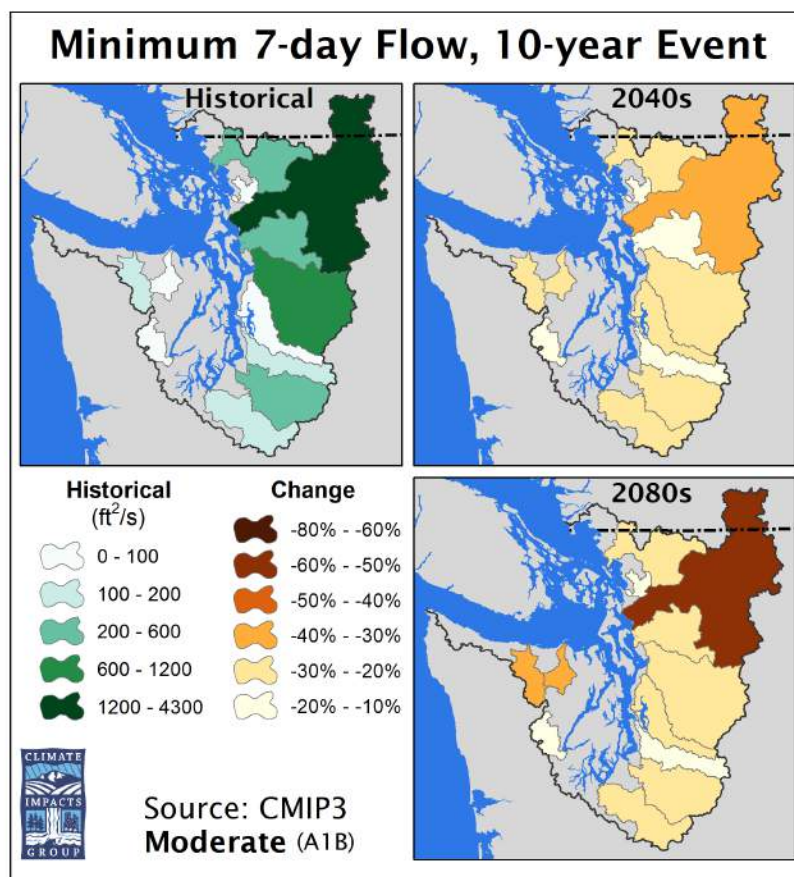 Minimum 7-day Flow, 10-year Event
Historical
2040s
2080s
Historical
(ft²/s)
0 - 100
100 - 200
200 - 600
600 - 1200
1200 - 4300
Change
-80% - -60%
-60% - -50%
-50% - -40%
-40% - -30%
-30% - -20%
-20% - -10%
CLIMATE
IMPACTS
GROUP
Source: CMIP3
Moderate (A1B)